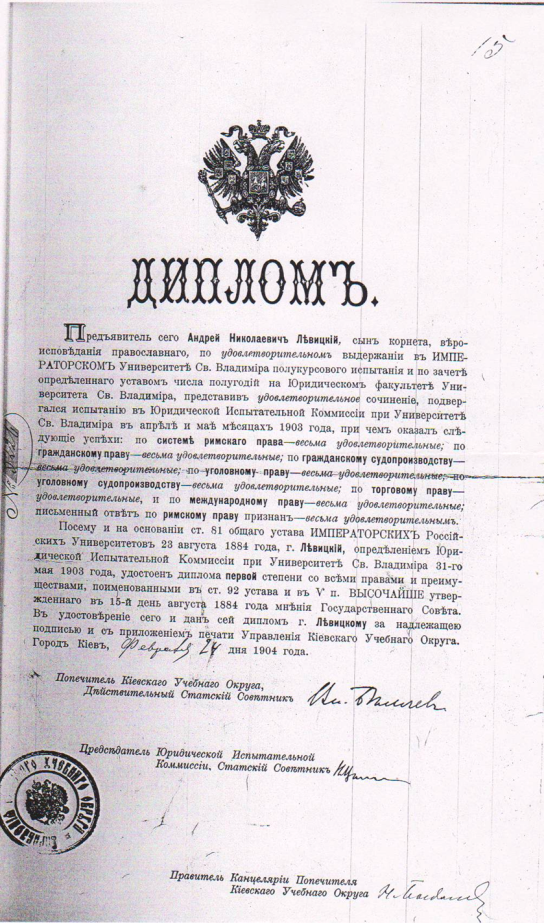 15
ДИПЛОМЪ.
Предъявитель сего Андрей Николаевичъ Лѣвицкій, сынъ корнета, вѣро-
исповѣданія православнаго, по удовлетворительномъ выдержаніи въ ИМПЕ-
РАТОРСКОМЪ Университетѣ Св. Владиміра полукурсового испытанія и по зачетѣ
опредѣленнаго уставомъ числа полугодій на Юридическомъ факультетѣ Уни-
верситета Св. Владиміра, представивъ удовлетворительное сочиненіе, подвер-
гался испытанію въ Юридической Испытательной Коммиссіи при Университетѣ
Св. Владиміра въ апрѣлѣ и маѣ мѣсяцахъ 1903 года, при чемъ оказалъ слѣ-
дующіе успѣхи: по системѣ римскаго права—весьма удовлетворительные; по
гражданскому праву—весьма удовлетворительные; по гражданскому судопроизводству—
весьма удовлетворительные; по уголовному праву—весьма удовлетворительные; по
уголовному судопроизводству—весьма удовлетворительные; по торговому праву—
удовлетворительные, и по международному праву—весьма удовлетворительные;
письменный отвѣтъ по римскому праву признанъ—весьма удовлетворительнымъ.
Посему и на основаніи ст. 81 общаго устава ИМПЕРАТОРСКИХЪ Россій-
скихъ Университетовъ 23 августа 1884 года, г. Лѣвицкій, опредѣленіемъ Юри-
дической Испытательной Коммиссіи при Университетѣ Св. Владиміра 31-го
мая 1903 года, удостоенъ диплома первой степени со всѣми правами и преиму-
ществами, поименованными въ ст. 92 устава и въ V п. ВЫСОЧАЙШЕ утвер-
жденнаго въ 15-й день августа 1884 года мнѣнія Государственнаго Совѣта.
Въ удостовѣреніе сего и данъ сей дипломъ г. Лѣвицкому за надлежащею
подписью и съ приложеніемъ печати Управленія Кіевскаго Учебнаго Округа.
Городъ Кіевъ, Февраля 24 дня 1904 года.
Попечитель Кіевскаго Учебнаго Округа,
Дѣйствительный Статскій Совѣтникъ
Предсѣдатель Юридической Испытательной
Коммиссіи, Статскій Совѣтникъ
Правитель Канцеляріи Попечителя
Кіевскаго Учебнаго Округа